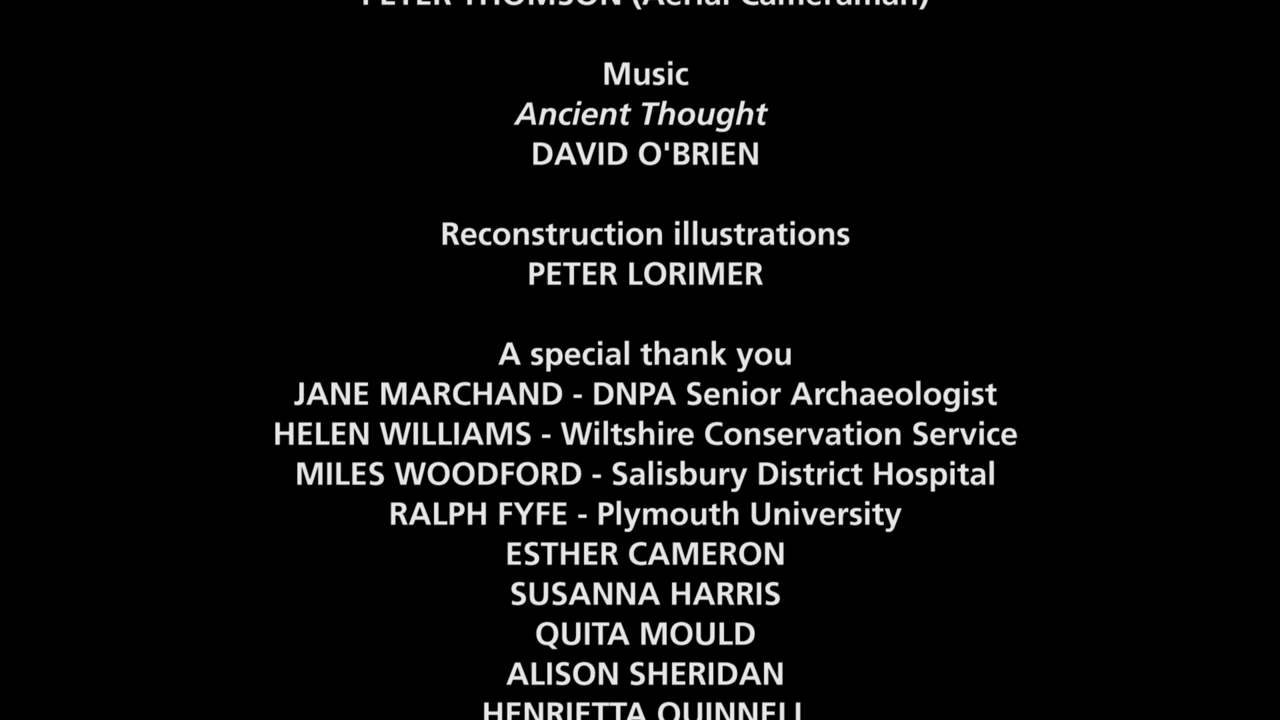 PETER THOMSON (Aerial Cameraman)
Music
Ancient Thought
DAVID O'BRIEN
Reconstruction illustrations
PETER LORIMER
A special thank you
JANE MARCHAND - DNPA Senior Archaeologist
HELEN WILLIAMS - Wiltshire Conservation Service
MILES WOODFORD - Salisbury District Hospital
RALPH FYFE - Plymouth University
ESTHER CAMERON
SUSANNA HARRIS
QUITA MOULD
ALISON SHERIDAN
HENRIETTA QUINNELL